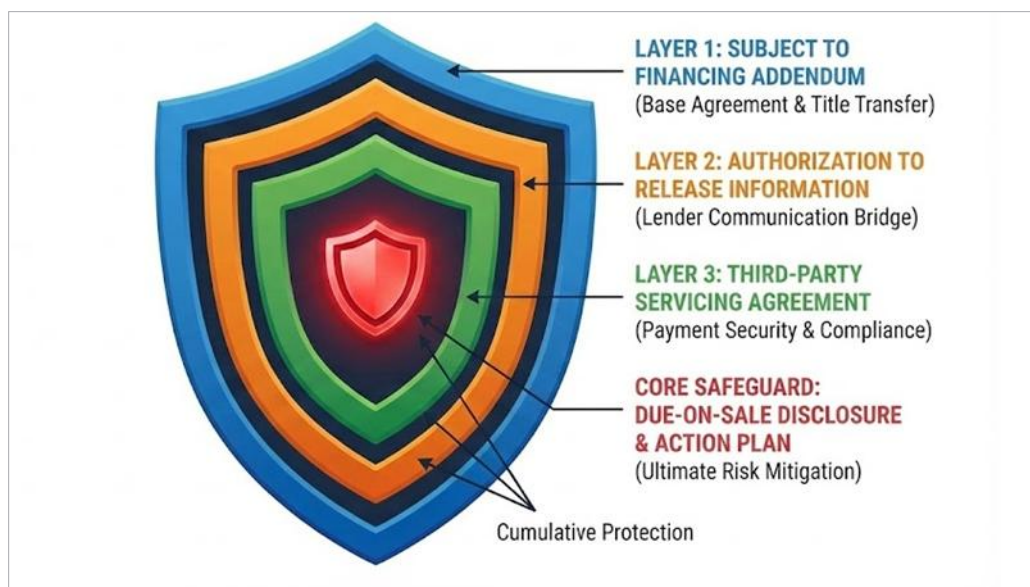 LAYER 1: SUBJECT TO
FINANCING ADDENDUM
(Base Agreement & Title Transfer)
LAYER 2: AUTHORIZATION TO
RELEASE INFORMATION
(Lender Communication Bridge)
LAYER 3: THIRD-PARTY
SERVICING AGREEMENT
(Payment Security & Compliance)
CORE SAFEGUARD:
DUE-ON-SALE DISCLOSURE
& ACTION PLAN
(Ultimate Risk Mitigation)
Cumulative Protection